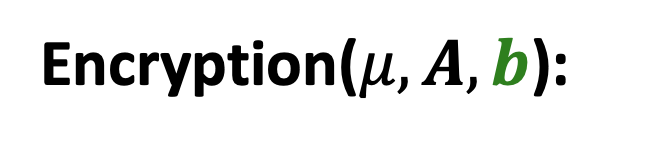 Encryption(μ, A, b):